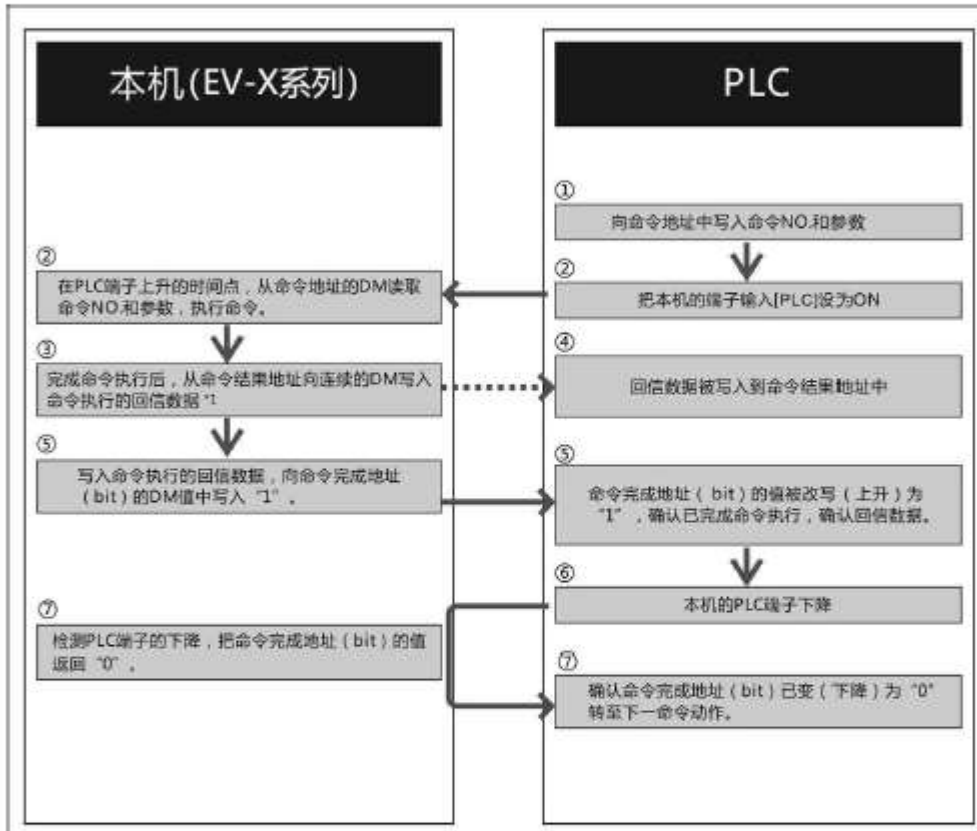 本机(EV-X系列)
②
在PLC端子上升的时间点，从命令地址的DM读取
命令NO.和参数，执行命令。
③
完成命令执行后，从命令结果地址向连续的DM写入
命令执行的回信数据 *1
⑤
写入命令执行的回信数据，向命令完成地址
（bit）的DM值中写入“1”。
⑦
检测PLC端子的下降，把命令完成地址（bit）的值
返回“0”。
PLC
①
向命令地址中写入命令NO.和参数
②
把本机的端子输入[PLC]设为ON
④
回信数据被写入到命令结果地址中
⑤
命令完成地址（bit）的值被改写（上升）为
“1”，确认已完成命令执行，确认回信数据。
⑥
本机的PLC端子下降
⑦
确认命令完成地址（bit）已变（下降）为“0”
转至下一命令动作。